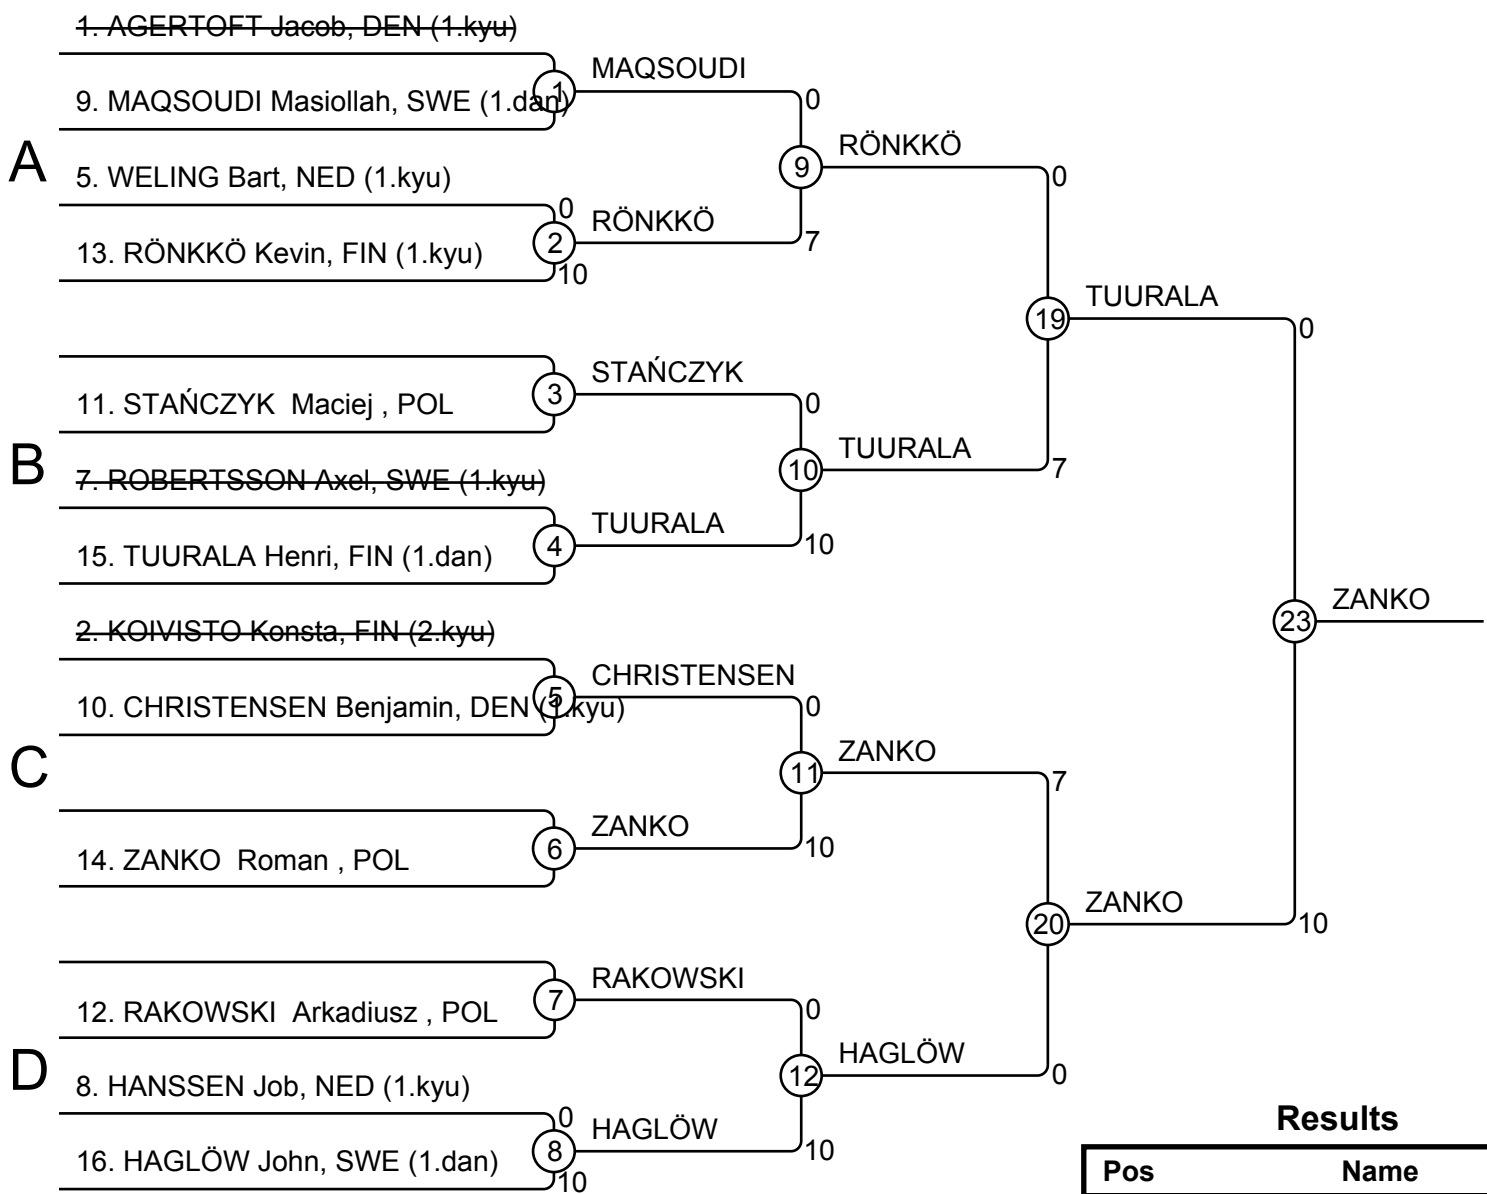 1. AGERTOFT Jacob, DEN (1.kyu)
MAQSOUDI
9. MAQSOUDI Masiollah, SWE (1.dan)
1
0
A
RÖNKKÖ
9
5. WELING Bart, NED (1.kyu)
0
0
RÖNKKÖ
2
7
13. RÖNKKÖ Kevin, FIN (1.kyu)
10
TUURALA
19
0
STAŃCZYK
3
11. STAŃCZYK Maciej , POL
0
B
TUURALA
10
7
7. ROBERTSSON Axel, SWE (1.kyu)
TUURALA
4
10
15. TUURALA Henri, FIN (1.dan)
ZANKO
23
2. KOIVISTO Konsta, FIN (2.kyu)
CHRISTENSEN
5
10. CHRISTENSEN Benjamin, DEN (1.kyu)
0
C
ZANKO
11
7
ZANKO
6
10
14. ZANKO Roman , POL
ZANKO
20
10
RAKOWSKI
7
12. RAKOWSKI Arkadiusz , POL
0
D
HAGLÖW
12
0
8. HANSSEN Job, NED (1.kyu)
0
HAGLÖW
8
10
16. HAGLÖW John, SWE (1.dan)
10
Results
Pos Name